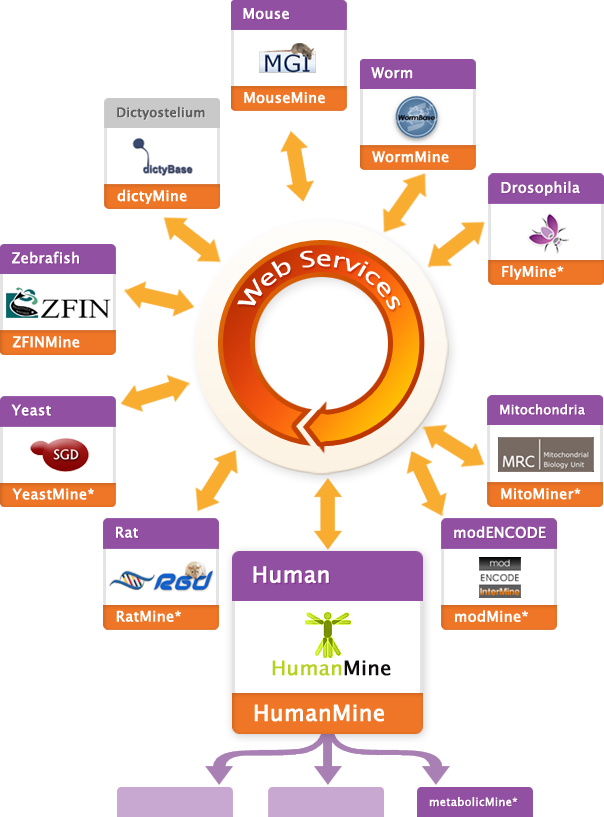 Mouse
MGI
MouseMine
Worm
WormBase
WormMine
Dictyostelium
dictyBase
dictyMine
Drosophila
FlyMine*
Web Services
Zebrafish
ZFIN
ZFINMine
Yeast
SGD
YeastMine*
Mitochondria
MRC
Mitochondrial
Biology Unit
MitoMiner*
Rat
RGD
RatMine*
modENCODE
mod
ENCODE
InterMine
modMine*
Human
HumanMine
HumanMine
metabolicMine*